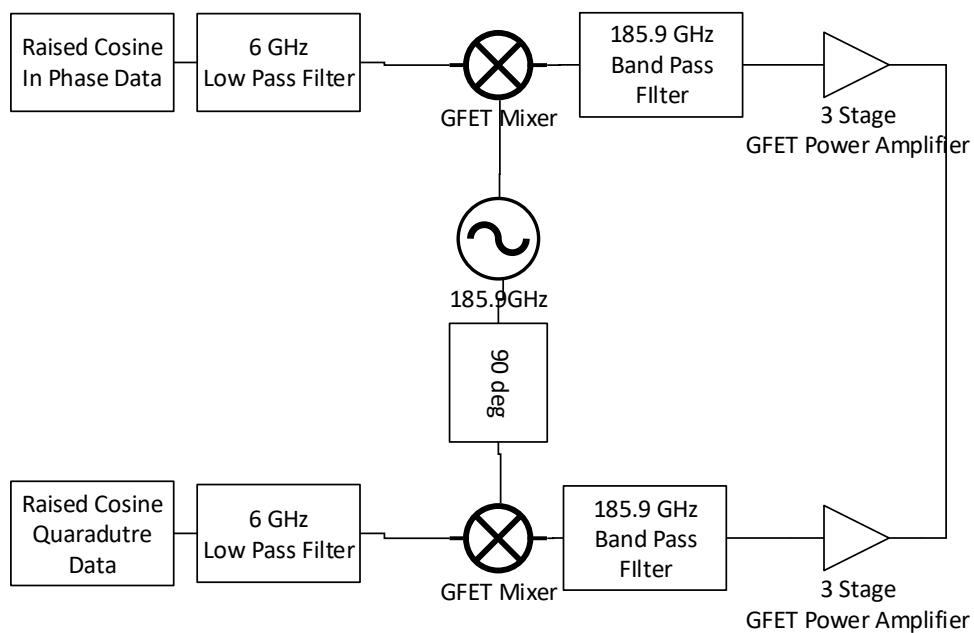 Raised Cosine
In Phase Data
6 GHz
Low Pass Filter
GFET Mixer
185.9 GHz
Band Pass
FIlter
3 Stage
GFET Power Amplifier
185.9GHz
90 deg
Raised Cosine
Quaradutre
Data
6 GHz
Low Pass Filter
GFET Mixer
185.9 GHz
Band Pass
FIlter
3 Stage
GFET Power Amplifier